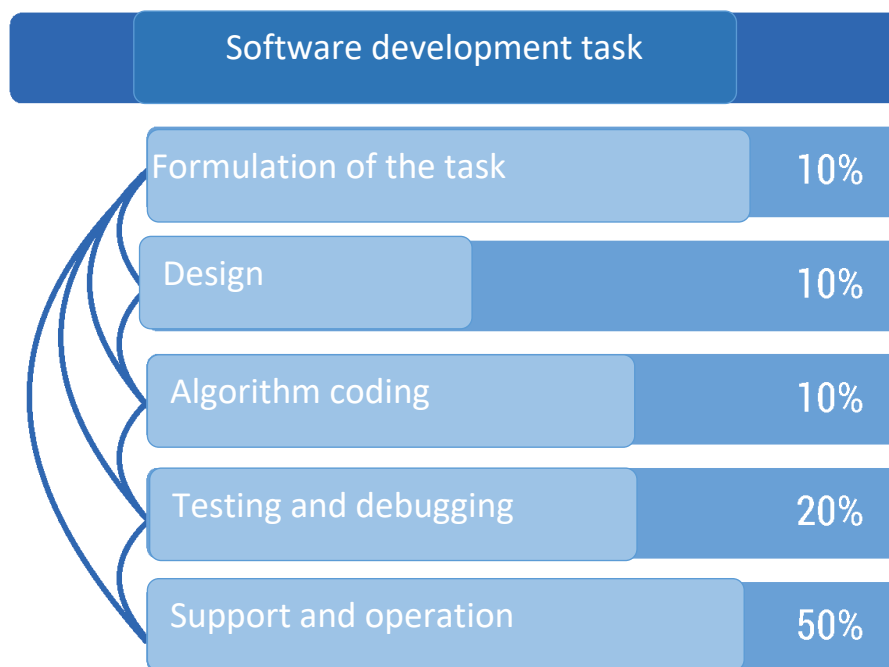 Software development task
Formulation of the task
10%
Design
10%
Algorithm coding
10%
Testing and debugging
20%
Support and operation
50%